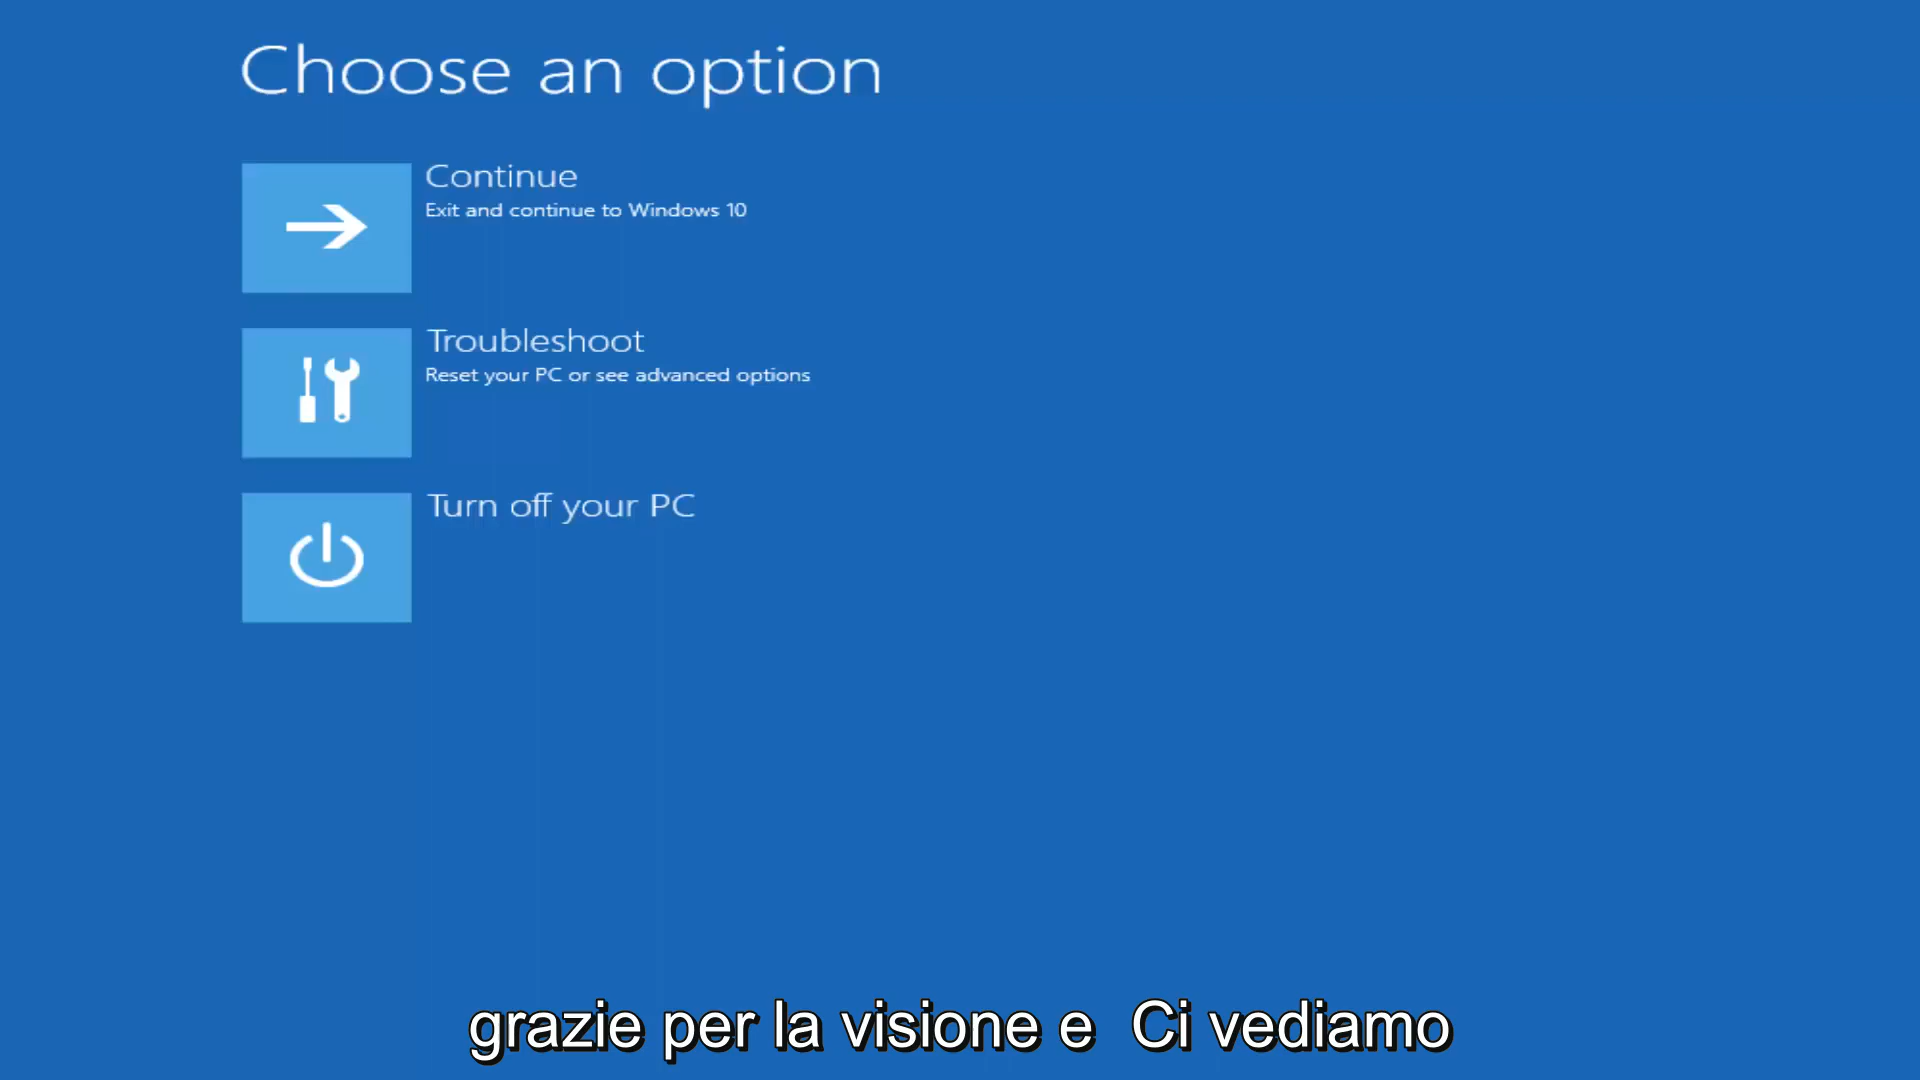 Choose an option
Continue
Exit and continue to Windows 10
Troubleshoot
Reset your PC or see advanced options
Turn off your PC
grazie per la visione e  Ci vediamo